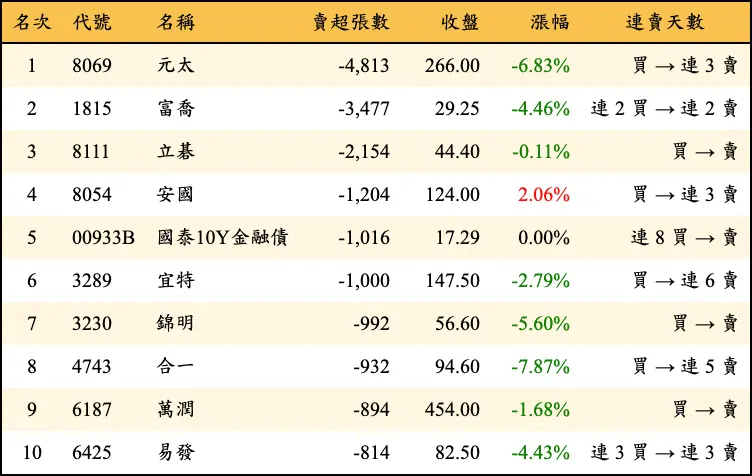 名次 代號 名稱 賣超張數 收盤 漲幅 連賣天數
1 8069 元太 -4,813 266.00 -6.83% 買 → 連 3 賣
2 1815 富喬 -3,477 29.25 -4.46% 連 2 買 → 連 2 賣
3 8111 立碁 -2,154 44.40 -0.11% 買 → 賣
4 8054 安國 -1,204 124.00 2.06% 買 → 連 3 賣
5 00933B 國泰10Y金融債 -1,016 17.29 0.00% 連 8 買 → 賣
6 3289 宜特 -1,000 147.50 -2.79% 買 → 連 6 賣
7 3230 錦明 -992 56.60 -5.60% 買 → 賣
8 4743 合一 -932 94.60 -7.87% 買 → 連 5 賣
9 6187 萬潤 -894 454.00 -1.68% 買 → 賣
10 6425 易發 -814 82.50 -4.43% 連 3 買 → 連 3 賣